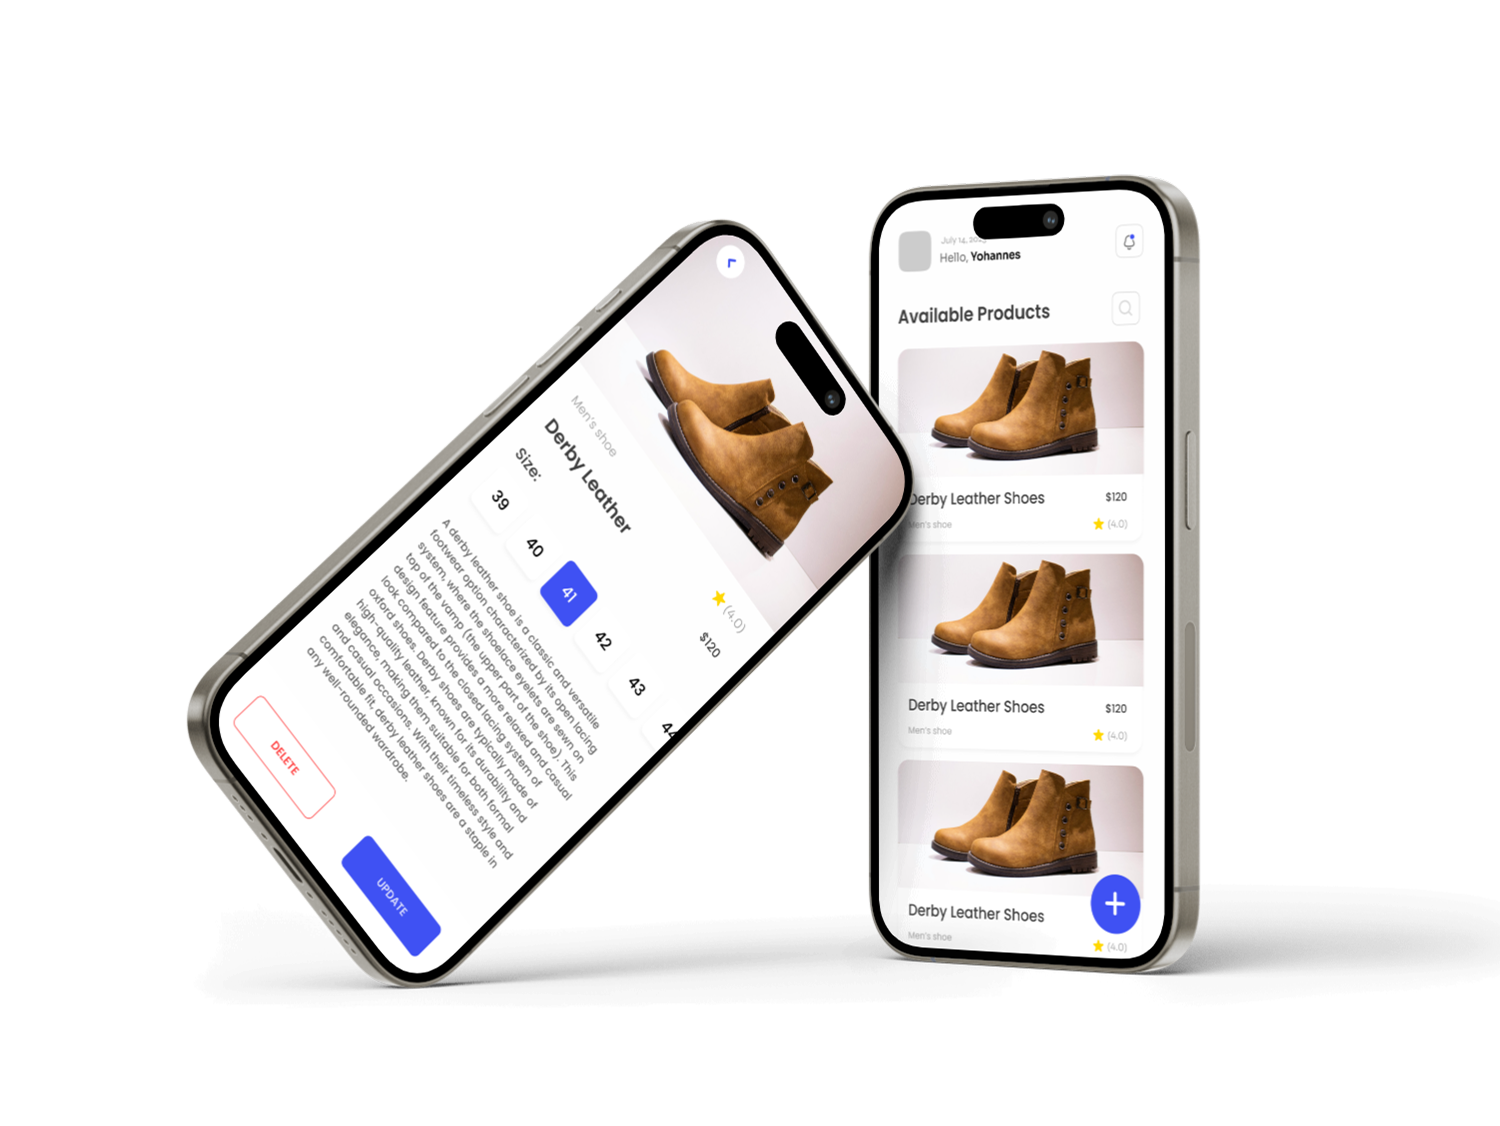 Men's shoe
Derby Leather
(4.0)
$120
Size:
39
40
41
42
43
44
A derby leather shoe is a classic and versatile
footwear option characterized by its open lacing
system, where the shoelace eyelets are sewn on
top of the vamp (the upper part of the shoe). This
design feature provides a more relaxed and casual
look compared to the closed lacing system of
oxford shoes. Derby shoes are typically made of
high-quality leather, known for its durability and
elegance, making them suitable for both formal
and casual occasions. With their timeless style and
comfortable fit, derby leather shoes are a staple in
any well-rounded wardrobe.
DELETE
UPDATE
July 14,
Hello, Yohannes
Available Products
Derby Leather Shoes
$120
Men's shoe
(4.0)
Derby Leather Shoes
$120
Men's shoe
(4.0)
Derby Leather Shoes
Men's shoe
(4.0)